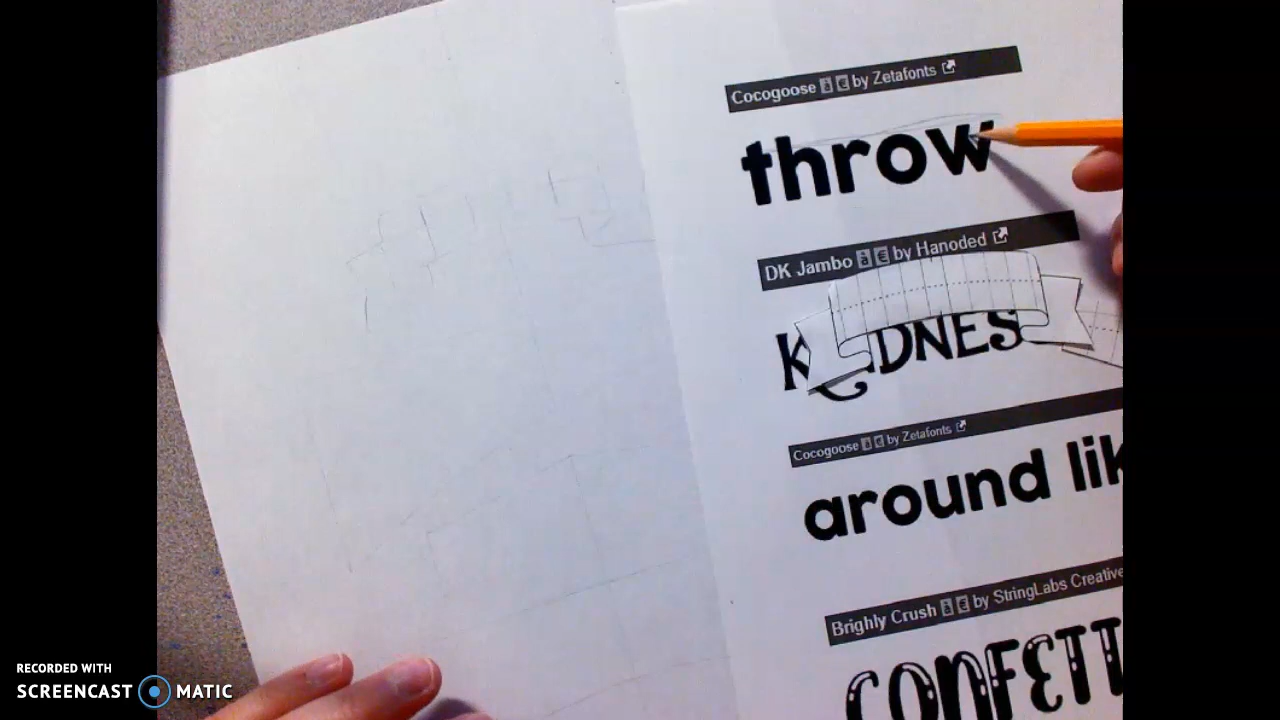 Cocogoose à € by Zetafonts
throw
DK Jambo à € by Hanoded
K DNES
Cocogoose à € by Zetafonts
around lik
Brighly Crush à € by StringLabs Creative
CONFETT
RECORDED WITH
SCREENCAST MATIC